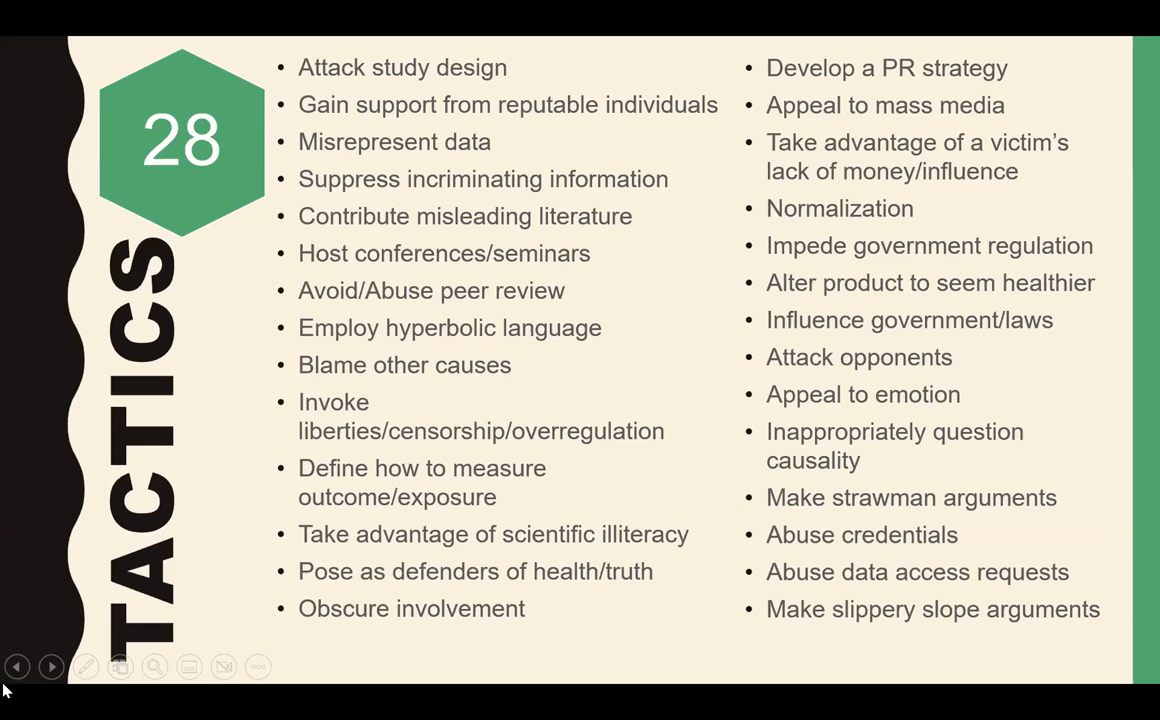 28
TACTICS
• Attack study design
• Gain support from reputable individuals
• Misrepresent data
• Suppress incriminating information
• Contribute misleading literature
• Host conferences/seminars
• Avoid/Abuse peer review
• Employ hyperbolic language
• Blame other causes
• Invoke
liberties/censorship/overregulation
• Define how to measure
outcome/exposure
• Take advantage of scientific illiteracy
• Pose as defenders of health/truth
• Obscure involvement
• Develop a PR strategy
• Appeal to mass media
• Take advantage of a victim’s
lack of money/influence
• Normalization
• Impede government regulation
• Alter product to seem healthier
• Influence government/laws
• Attack opponents
• Appeal to emotion
• Inappropriately question
causality
• Make strawman arguments
• Abuse credentials
• Abuse data access requests
• Make slippery slope arguments